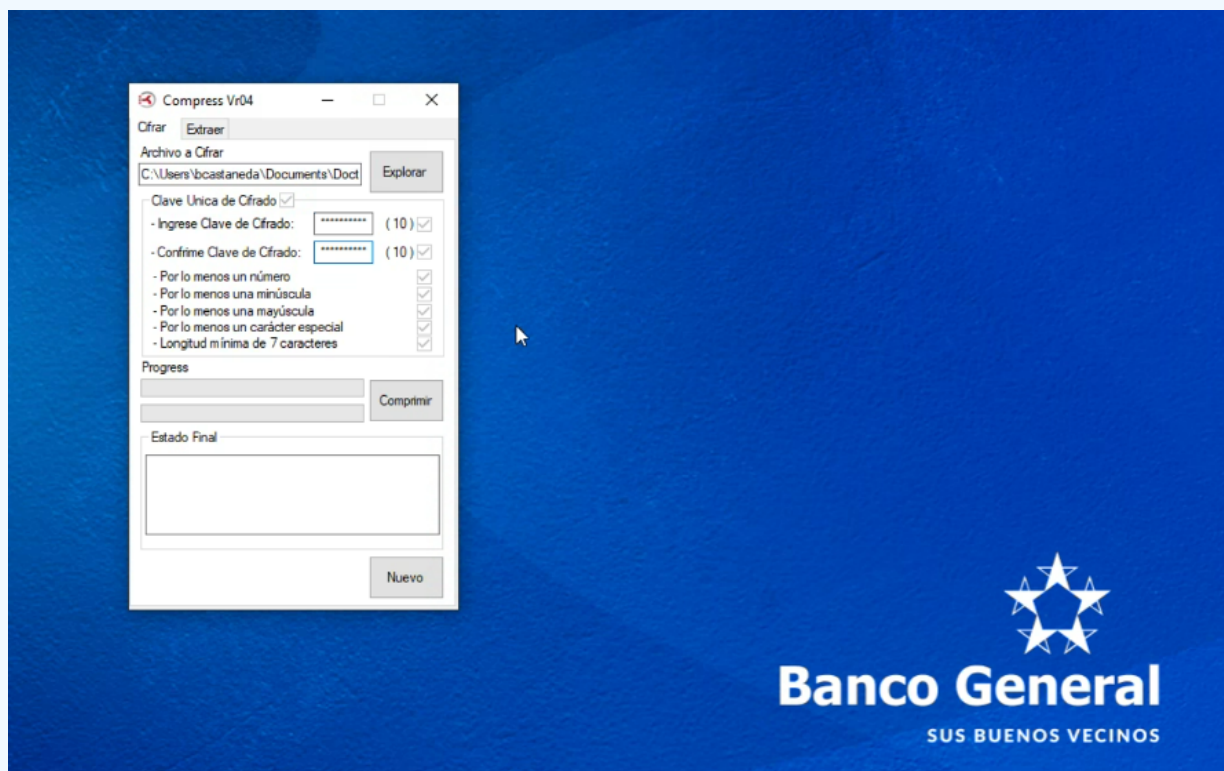 Compress Vr04
Cifrar Extraer
Archivo a Cifrar
C:\Users\bcastaneda\Documents\Doct Explorar
Clave Unica de Cifrado
- Ingrese Clave de Cifrado: ********** ( 10 )
- Confrime Clave de Cifrado: ********** ( 10 )
- Por lo menos un número
- Por lo menos una minúscula
- Por lo menos una mayúscula
- Por lo menos un carácter especial
- Longitud mínima de 7 caracteres
Progress
Comprimir
Estado Final
Nuevo
Banco General
SUS BUENOS VECINOS